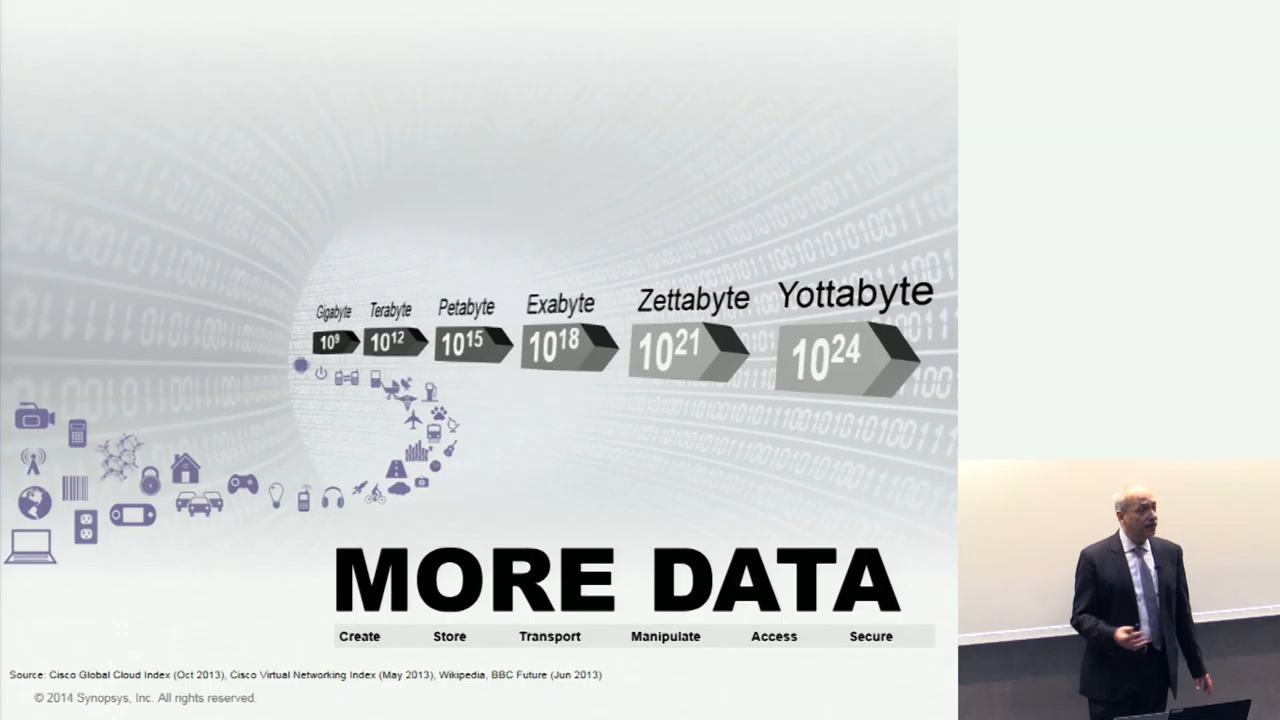 Gigabyte Terabyte Petabyte Exabyte Zettabyte Yottabyte
10⁹ 10¹² 10¹⁵ 10¹⁸ 10²¹ 10²⁴
MORE DATA
Create Store Transport Manipulate Access Secure
Source: Cisco Global Cloud Index (Oct 2013), Cisco Virtual Networking Index (May 2013), Wikipedia, BBC Future (Jun 2013)
© 2014 Synopsys, Inc. All rights reserved.